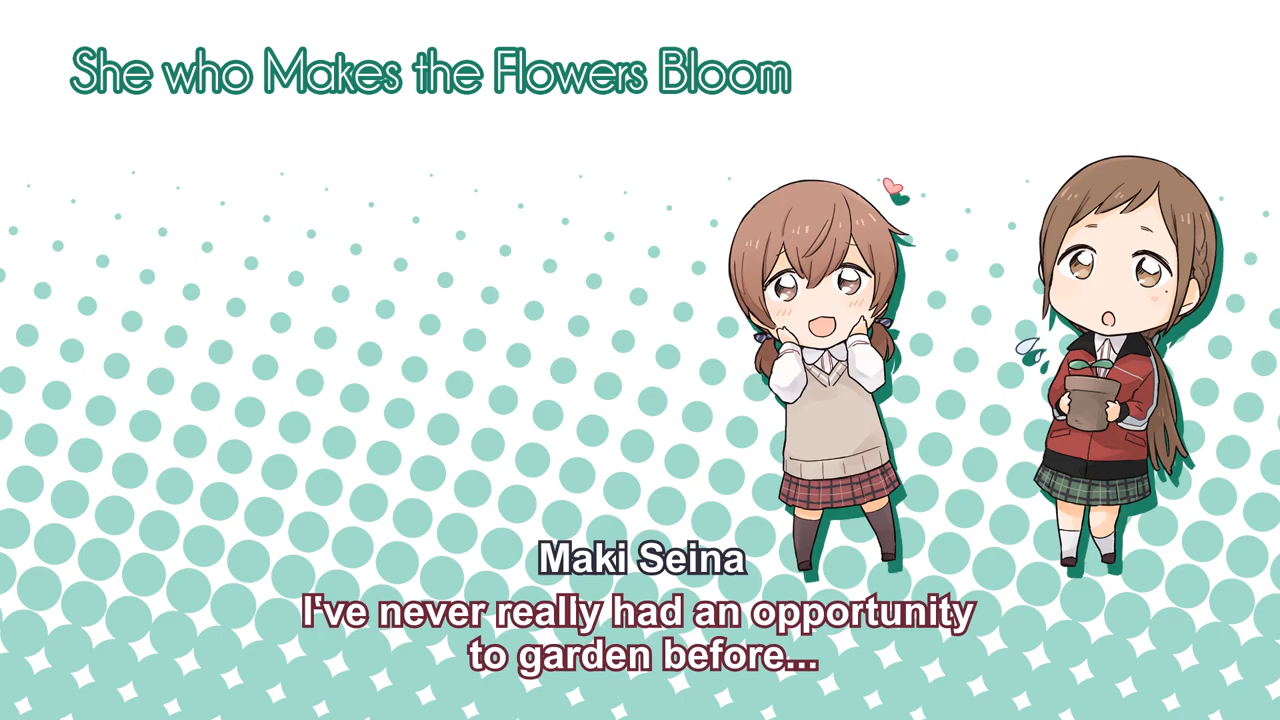 She who Makes the Flowers Bloom
Maki Seina
I've never really had an opportunity
to garden before...